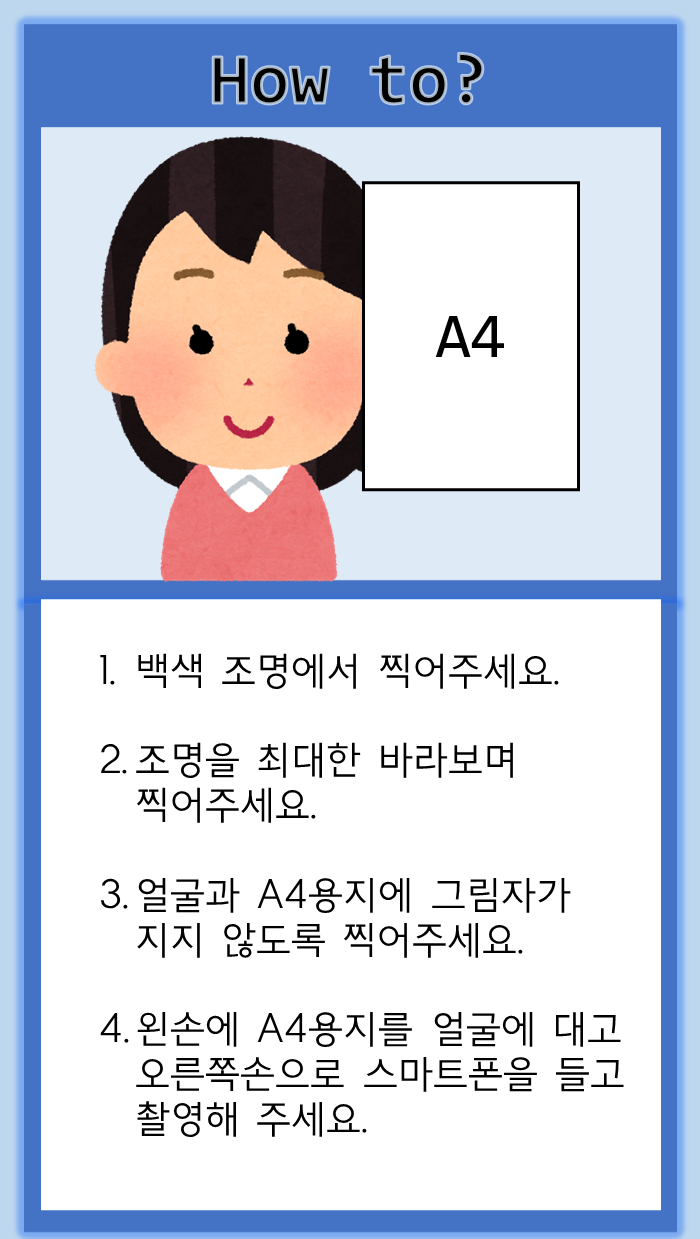 How to?
A4
1. 백색 조명에서 찍어주세요.
2. 조명을 최대한 바라보며
찍어주세요.
3. 얼굴과 A4용지에 그림자가
지지 않도록 찍어주세요.
4. 왼손에 A4용지를 얼굴에 대고
오른쪽손으로 스마트폰을 들고
촬영해 주세요.